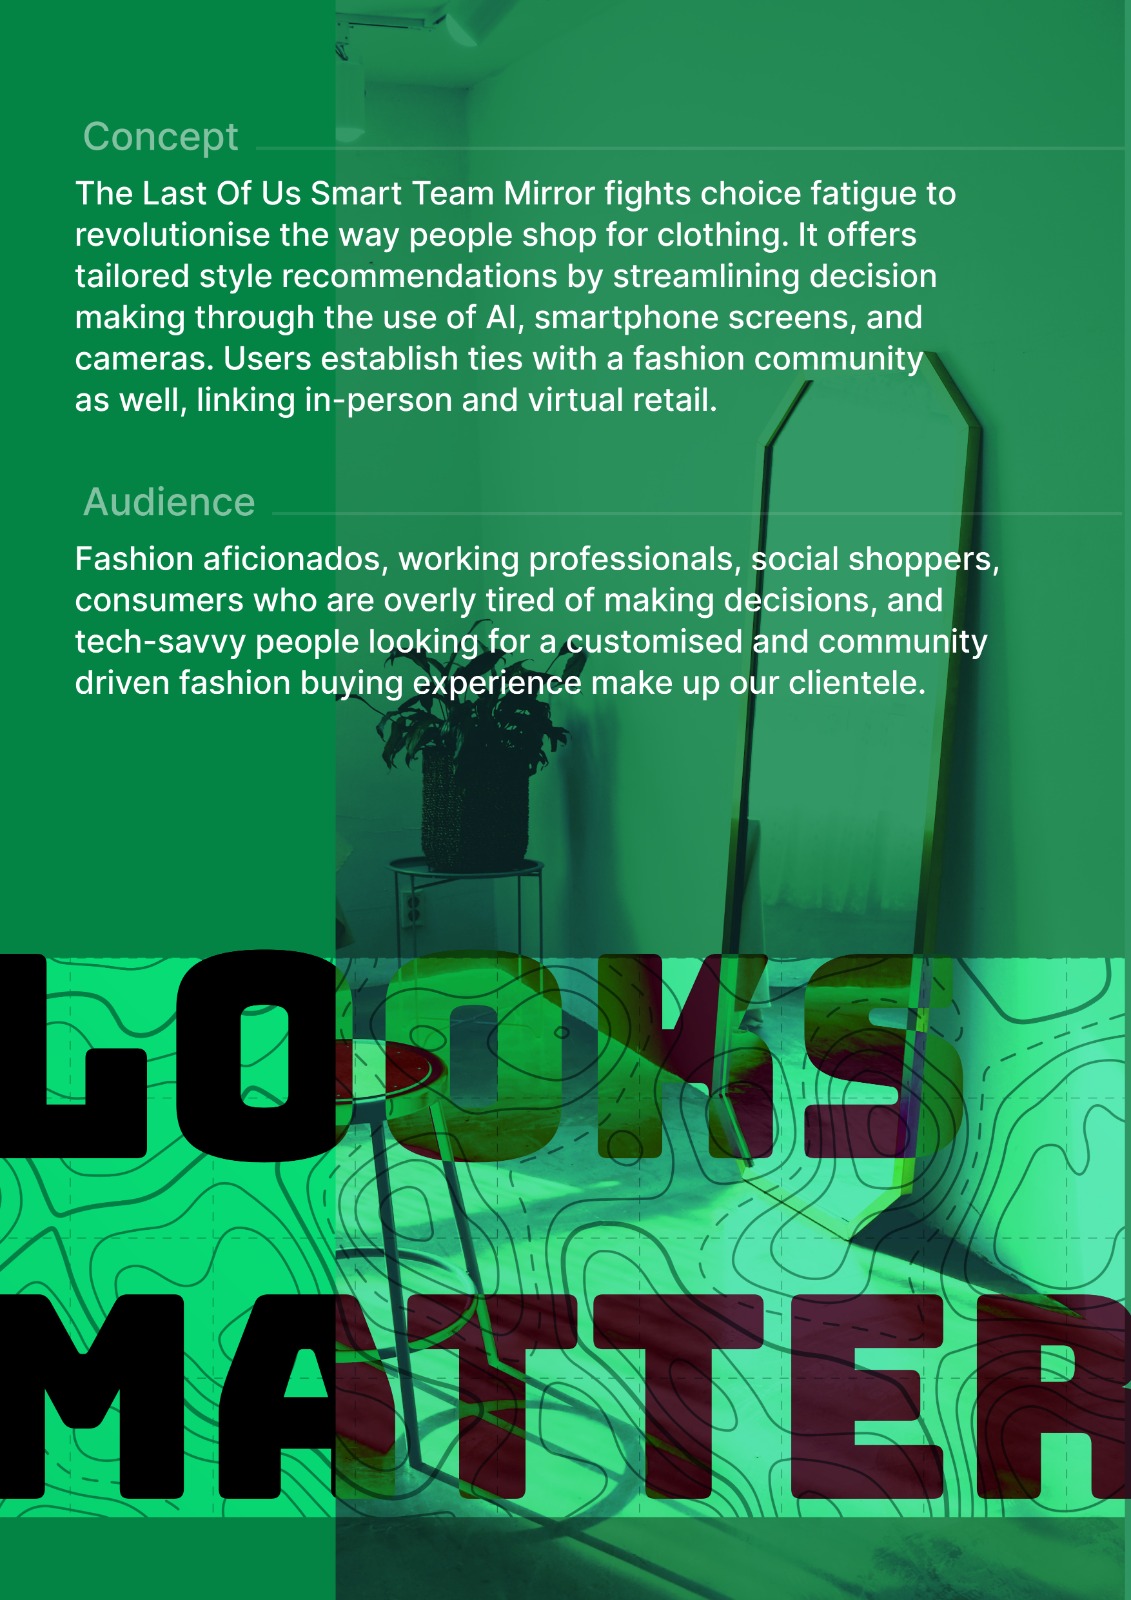 Concept
The Last Of Us Smart Team Mirror fights choice fatigue to
revolutionise the way people shop for clothing. It offers
tailored style recommendations by streamlining decision
making through the use of AI, smartphone screens, and
cameras. Users establish ties with a fashion community
as well, linking in-person and virtual retail.
Audience
Fashion aficionados, working professionals, social shoppers,
consumers who are overly tired of making decisions, and
tech-savvy people looking for a customised and community
driven fashion buying experience make up our clientele.
LOOKS
MATTER